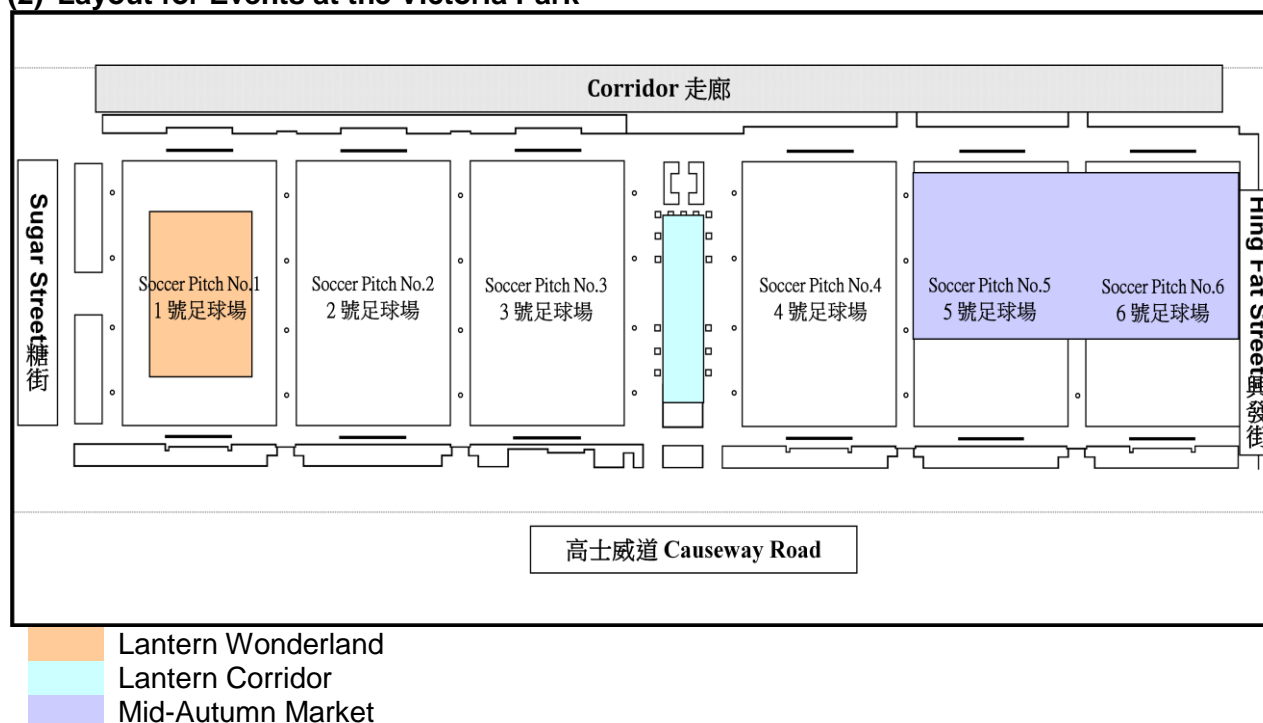 (2) Layout for Events at the Victoria Park
Corridor 走廊
Sugar Street 糖街
Soccer Pitch No.1
1 號足球場
Soccer Pitch No.2
2 號足球場
Soccer Pitch No.3
3 號足球場
Soccer Pitch No.4
4 號足球場
Soccer Pitch No.5
5 號足球場
Soccer Pitch No.6
6 號足球場
Hing Fat Street 興發街
高士威道 Causeway Road
Lantern Wonderland
Lantern Corridor
Mid-Autumn Market